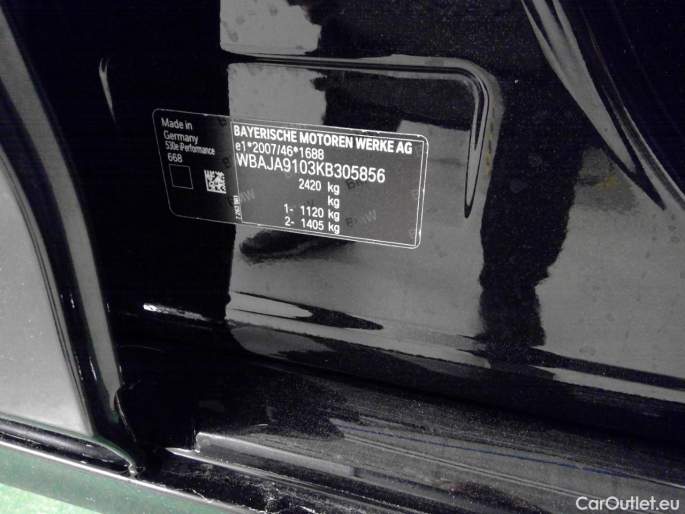 Made in
Germany
530e iPerformance
668
BAYERISCHE MOTOREN WERKE AG
e1*2007/46*1688
WBAJA9103KB305856
2420 kg
kg
1- 1120 kg
2- 1405 kg
CarOutlet.eu